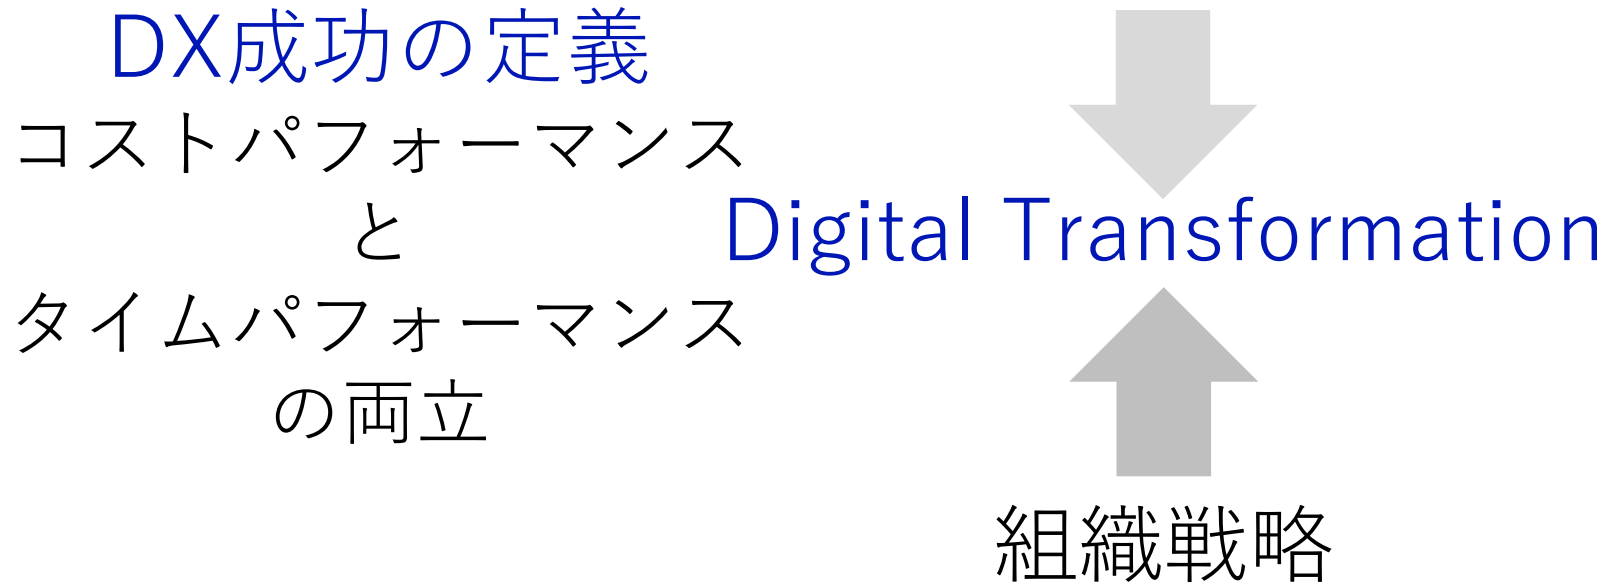 DX成功の定義
コストパフォーマンス
と
タイムパフォーマンス
の両立
Digital Transformation
組織戦略